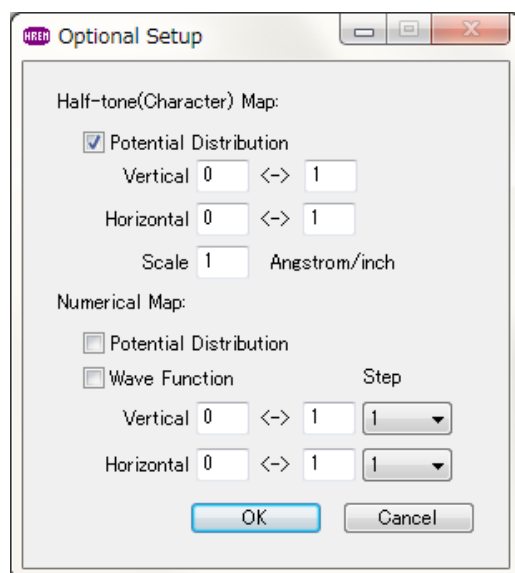 HREM Optional Setup
Half-tone(Character) Map:
Potential Distribution
Vertical 0 <-> 1
Horizontal 0 <-> 1
Scale 1 Angstrom/inch
Numerical Map:
Potential Distribution
Wave Function Step
Vertical 0 <-> 1 1
Horizontal 0 <-> 1 1
OK Cancel